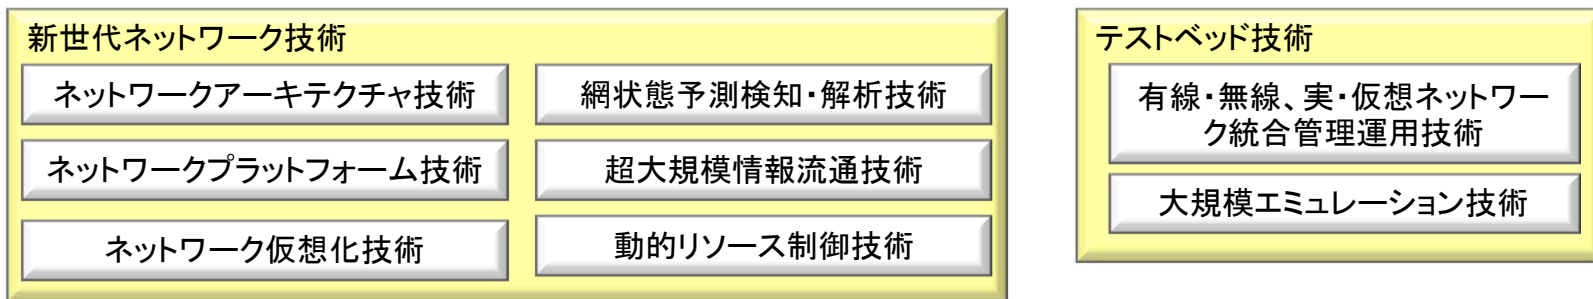 新世代ネットワーク技術
ネットワークアーキテクチャ技術
ネットワークプラットフォーム技術
ネットワーク仮想化技術
網状態予測検知・解析技術
超大規模情報流通技術
動的リソース制御技術
テストベッド技術
有線・無線、実・仮想ネットワー
ク統合管理運用技術
大規模エミュレーション技術